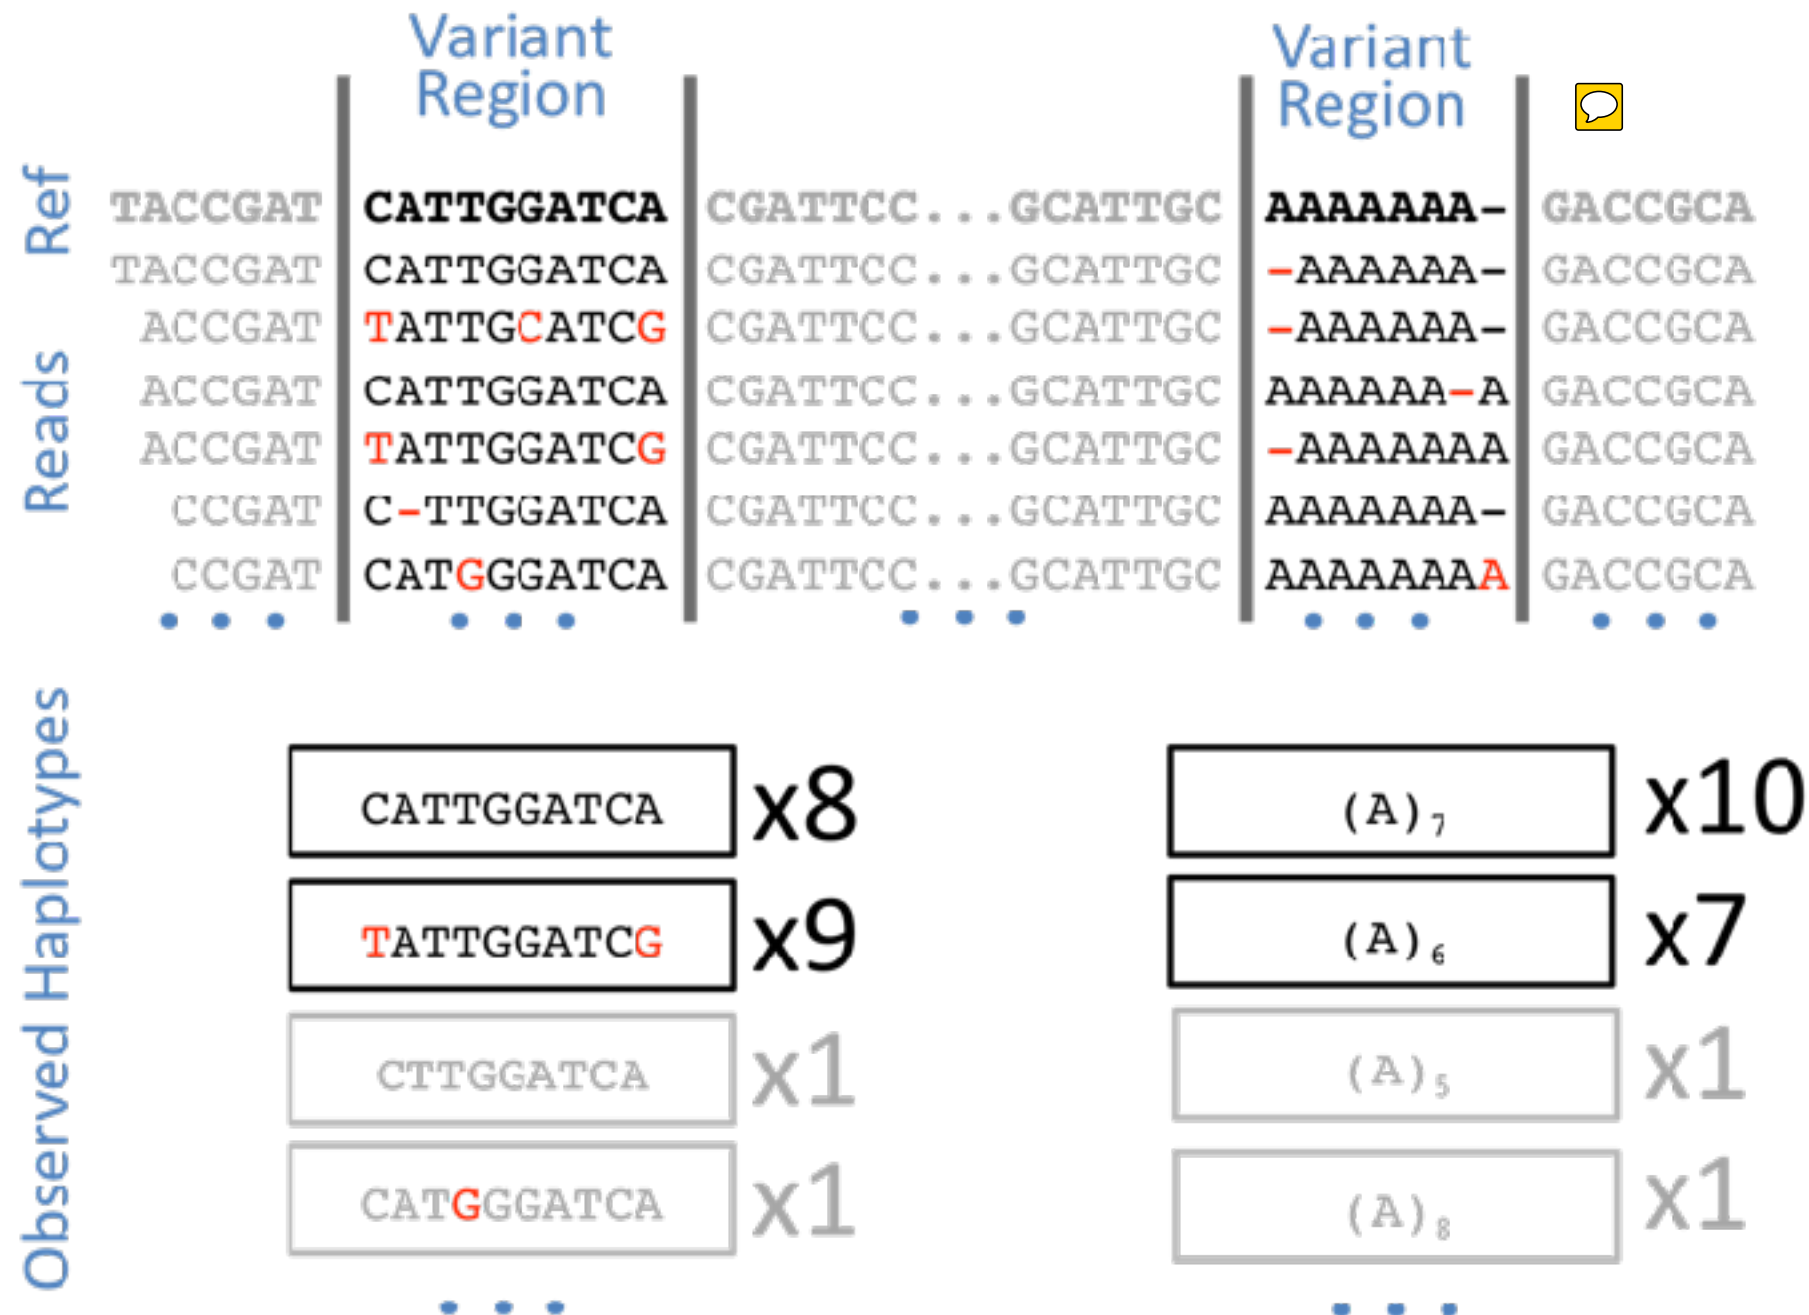 Variant Region
Variant Region
Ref
TACCGAT CATTGGATCA CGATTCC...GCATTGC AAAAAAA- GACCGCA
Reads
TACCGAT CATTGGATCA CGATTCC...GCATTGC -AAAAAA- GACCGCA
ACCGAT TATTGCATCG CGATTCC...GCATTGC -AAAAAA- GACCGCA
ACCGAT CATTGGATCA CGATTCC...GCATTGC AAAAAA-A GACCGCA
ACCGAT TATTGGATCG CGATTCC...GCATTGC -AAAAAAA GACCGCA
CCGAT C-TTGGATCA CGATTCC...GCATTGC AAAAAAA- GACCGCA
CCGAT CATGGGATCA CGATTCC...GCATTGC AAAAAAAA GACCGCA
... ... ... ... ...
Observed Haplotypes
CATTGGATCA x8 (A)7 x10
TATTGGATCG x9 (A)6 x7
CTTGGATCA x1 (A)5 x1
CATGGGATCA x1 (A)8 x1
... ...